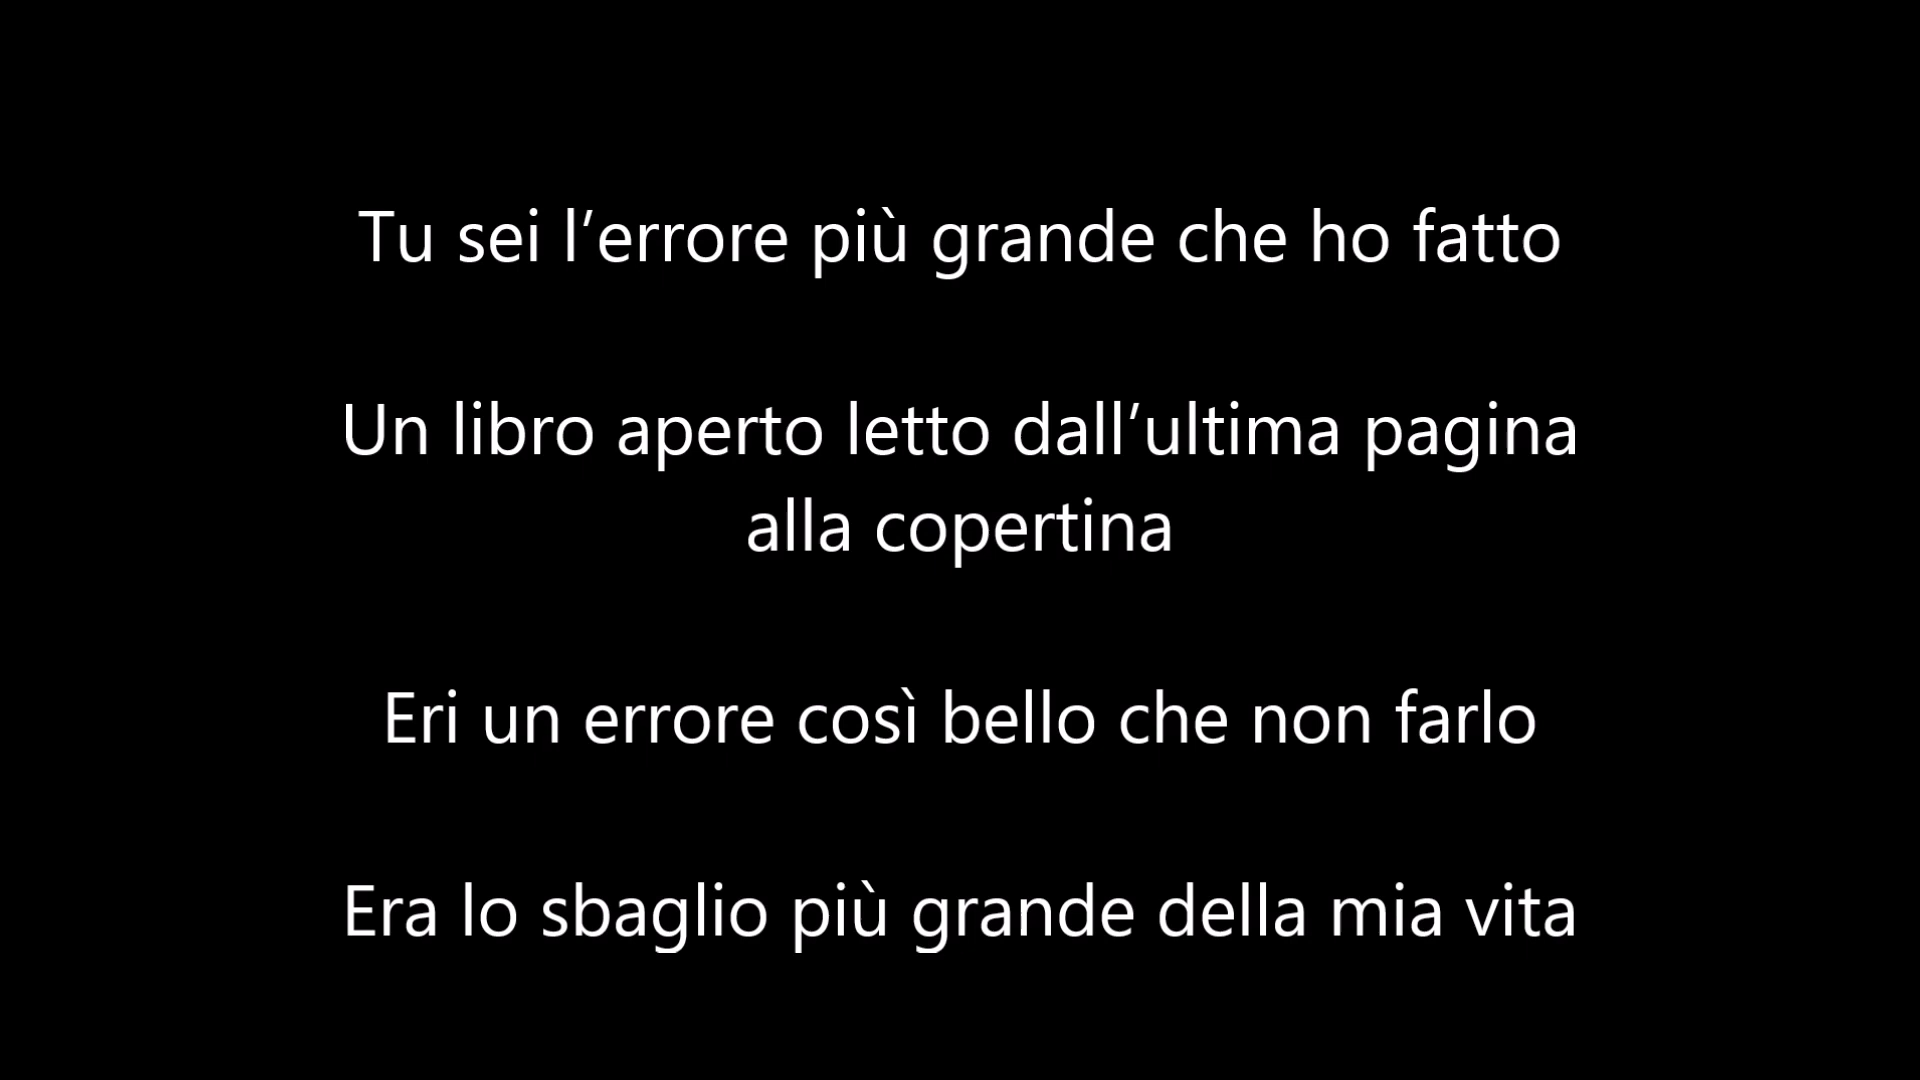 Tu sei l’errore più grande che ho fatto
Un libro aperto letto dall’ultima pagina
alla copertina
Eri un errore così bello che non farlo
Era lo sbaglio più grande della mia vita